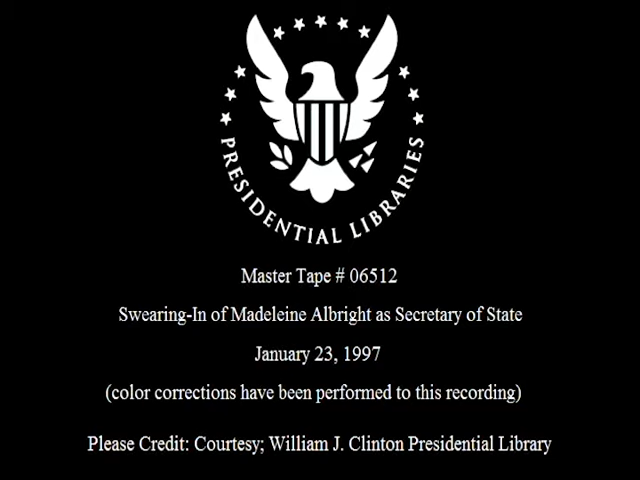 PRESIDENTIAL LIBRARIES
Master Tape # 06512
Swearing-In of Madeleine Albright as Secretary of State
January 23, 1997
(color corrections have been performed to this recording)
Please Credit: Courtesy; William J. Clinton Presidential Library